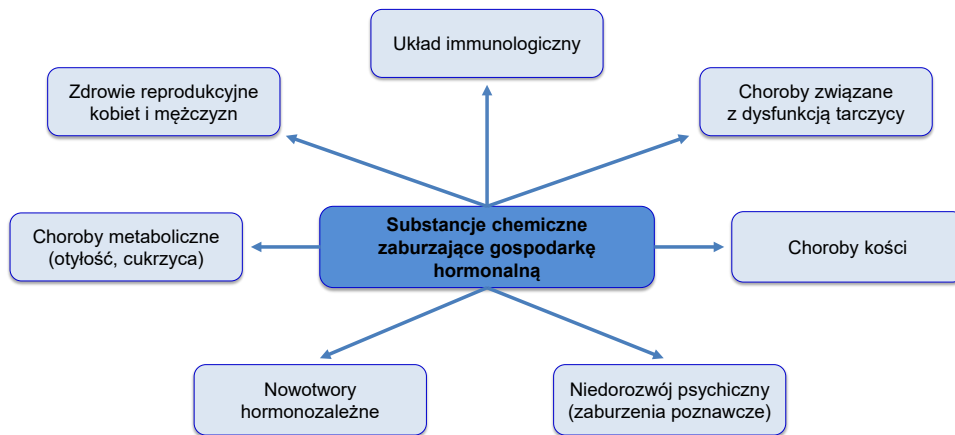 Układ immunologiczny
Zdrowie reprodukcyjne
kobiet i mężczyzn
Choroby związane
z dysfunkcją tarczycy
Choroby metaboliczne
(otyłość, cukrzyca)
Substancje chemiczne
zaburzające gospodarkę
hormonalną
Choroby kości
Nowotwory
hormonozależne
Niedorozwój psychiczny
(zaburzenia poznawcze)